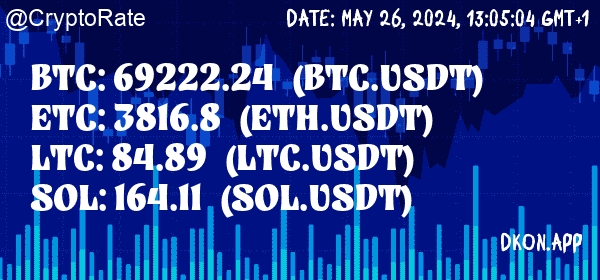 @CryptoRate
DATE: MAY 26, 2024, 13:05:04 GMT+1
BTC: 69222.24 (BTC.USDT)
ETC: 3816.8 (ETH.USDT)
LTC: 84.89 (LTC.USDT)
SOL: 164.11 (SOL.USDT)
DKON.APP